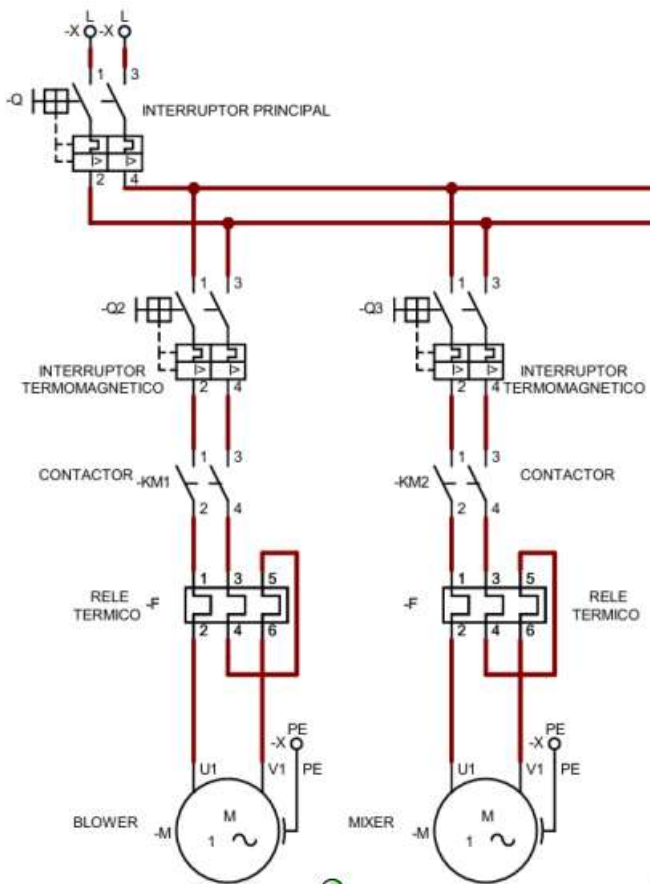 L L
-X -X
1 3
-Q
INTERRUPTOR PRINCIPAL
2 4
1 3 1 3
-Q2 -Q3
INTERRUPTOR INTERRUPTOR
TERMOMAGNETICO TERMOMAGNETICO
2 4 2 4
1 3 1 3
CONTACTOR -KM1 -KM2 CONTACTOR
2 4 2 4
1 3 5 1 3 5
RELE RELE
TERMICO -F -F TERMICO
2 4 6 2 4 6
PE PE
-X -X
U1 V1 PE U1 V1 PE
BLOWER -M M MIXER -M M
1 1